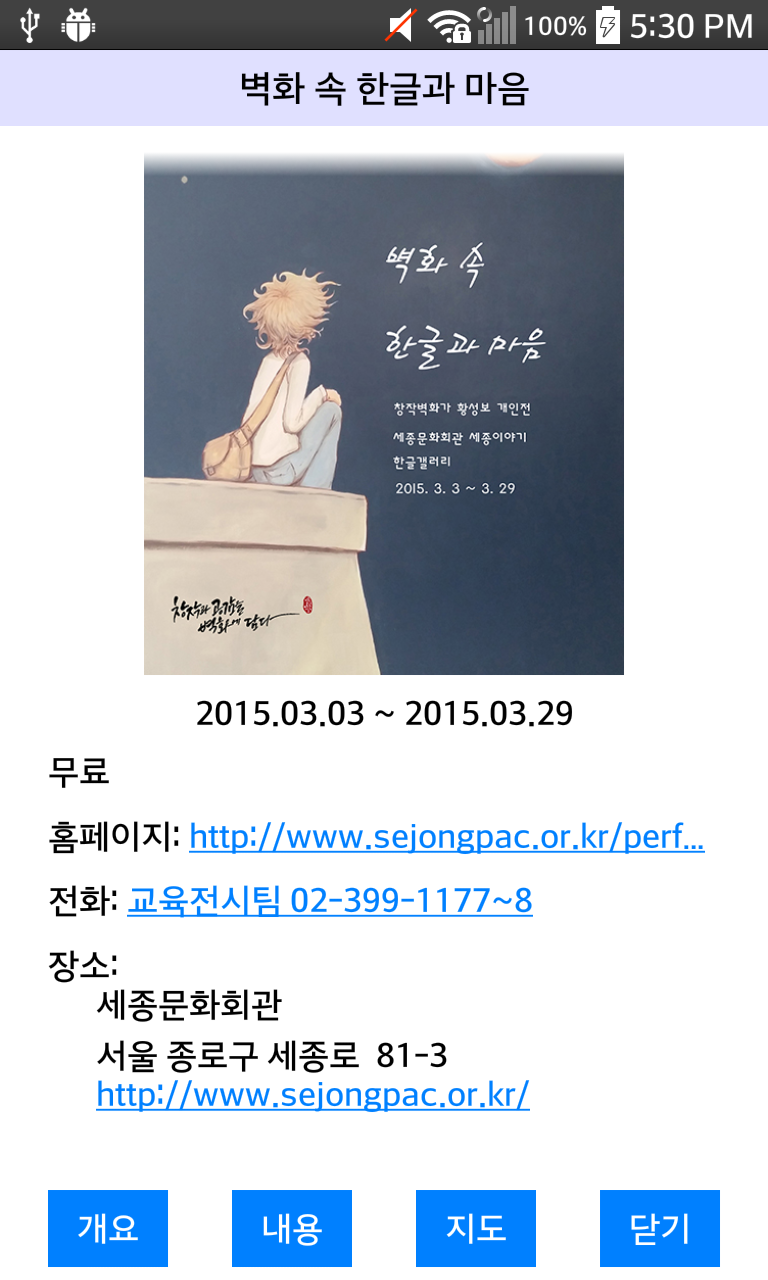 100% 5:30 PM
벽화 속 한글과 마음
벽화 속
한글과 마음
창작벽화가 황성보 개인전
세종문화회관 세종이야기
한글갤러리
2015. 3. 3 ~ 3. 29
창작과 공감을
벽화에 담다
2015.03.03 ~ 2015.03.29
무료
홈페이지: http://www.sejongpac.or.kr/perf...
전화: 교육전시팀 02-399-1177~8
장소:
세종문화회관
서울 종로구 세종로 81-3
http://www.sejongpac.or.kr/
개요 내용 지도 닫기